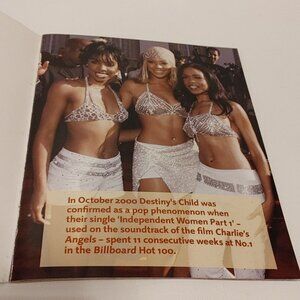 In October 2000 Destiny's Child was
confirmed as a pop phenomenon when
their single 'Independent Women Part 1' –
used on the soundtrack of the film Charlie's
Angels – spent 11 consecutive weeks at No.1
in the Billboard Hot 100.